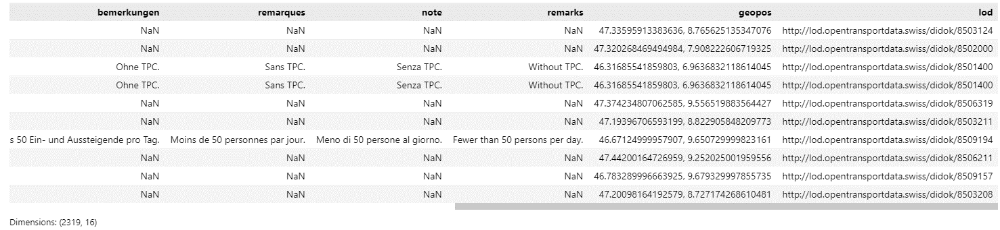 bemerkungen remarques note remarks geopos lod
NaN NaN NaN NaN 47.33595913383636, 8.765625135347076 http://lod.opentransportdata.swiss/didok/8503124
NaN NaN NaN NaN 47.320268469494984, 7.908222606719325 http://lod.opentransportdata.swiss/didok/8502000
Ohne TPC. Sans TPC. Senza TPC. Without TPC. 46.31685541859803, 6.9636832118614045 http://lod.opentransportdata.swiss/didok/8501400
Ohne TPC. Sans TPC. Senza TPC. Without TPC. 46.31685541859803, 6.9636832118614045 http://lod.opentransportdata.swiss/didok/8501400
NaN NaN NaN NaN 47.374234807062585, 9.556519883564427 http://lod.opentransportdata.swiss/didok/8506319
NaN NaN NaN NaN 47.19396706593199, 8.822905848209773 http://lod.opentransportdata.swiss/didok/8503211
s 50 Ein- und Aussteigende pro Tag. Moins de 50 personnes par jour. Meno di 50 persone al giorno. Fewer than 50 persons per day. 46.67124999957907, 9.650729999823161 http://lod.opentransportdata.swiss/didok/8509194
NaN NaN NaN NaN 47.44200164726959, 9.252025001959556 http://lod.opentransportdata.swiss/didok/8506211
NaN NaN NaN NaN 46.783289996663925, 9.679329997855735 http://lod.opentransportdata.swiss/didok/8509157
NaN NaN NaN NaN 47.20098164192579, 8.727174268610481 http://lod.opentransportdata.swiss/didok/8503208
Dimensions: (2319, 16)